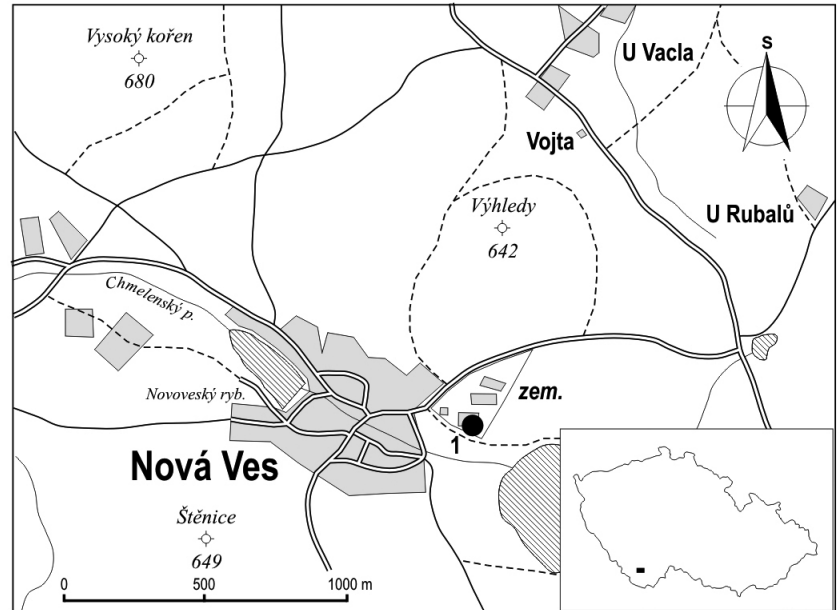 Vysoký kořen
680
U Vacla
S
Vojta
Výhledy
642
U Rubalů
Chmelenský p.
Novoveský ryb.
zem.
1
Nová Ves
Štěnice
649
0 500 1000 m